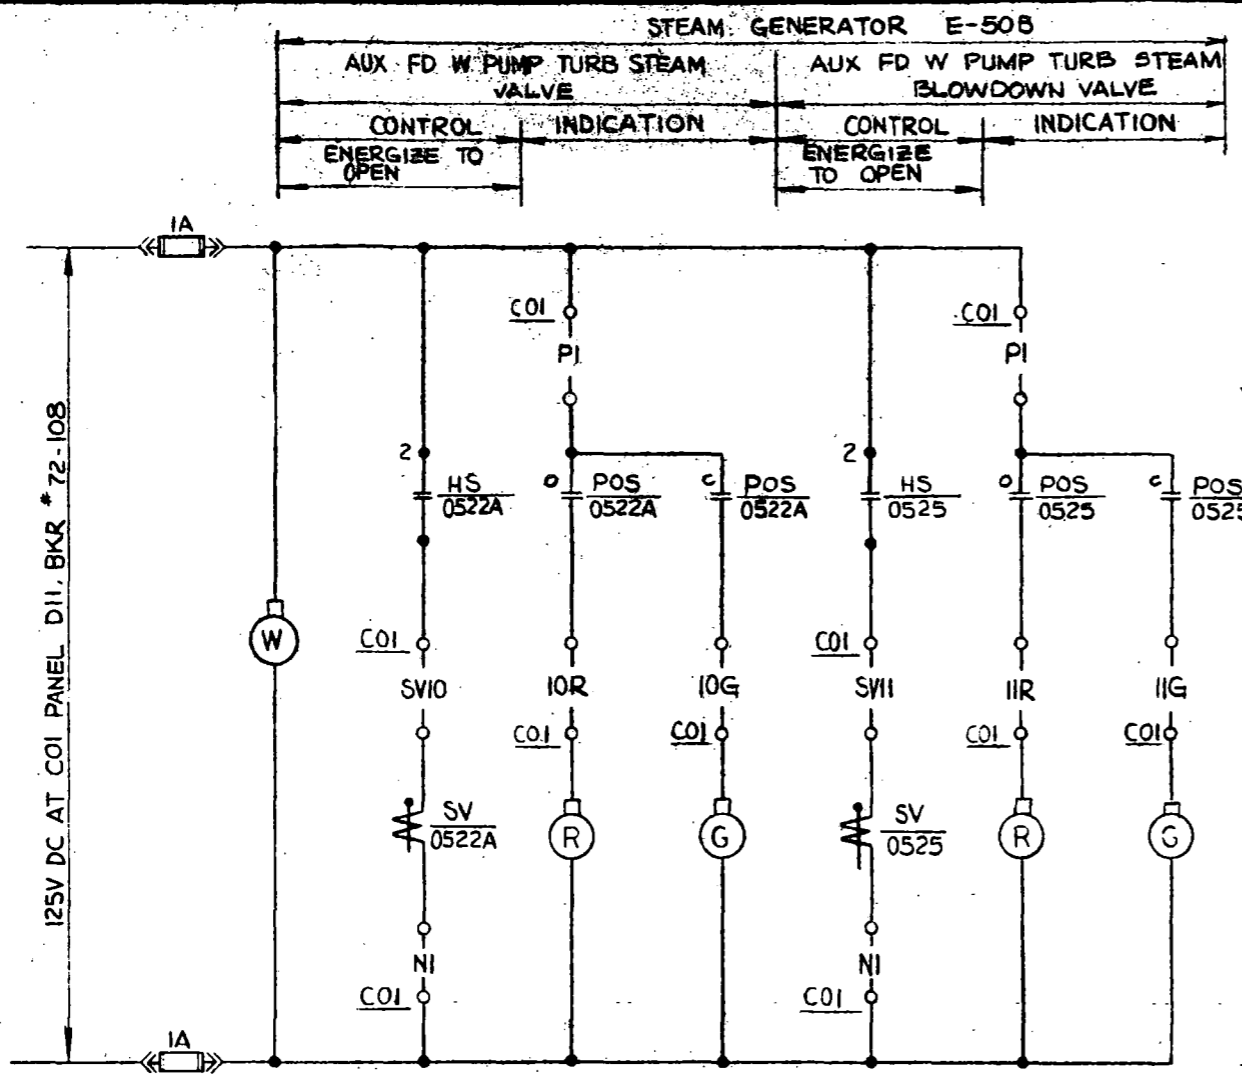 STEAM GENERATOR E-50B
AUX FD W PUMP TURB STEAM VALVE
AUX FD W PUMP TURB STEAM BLOWDOWN VALVE
CONTROL
INDICATION
CONTROL
INDICATION
ENERGIZE TO OPEN
ENERGIZE TO OPEN
1A
125V DC AT C01 PANEL D11, BKR # 72-108
C01
C01
P1
P1
2
HS 0522A
O
POS 0522A
C
POS 0522A
2
HS 0525
O
POS 0525
C
POS 0525
W
C01
C01
SV10
10R
10G
SV11
11R
11G
C01
C01
C01
C01
SV 0522A
R
G
SV 0525
R
G
N1
N1
C01
C01
1A